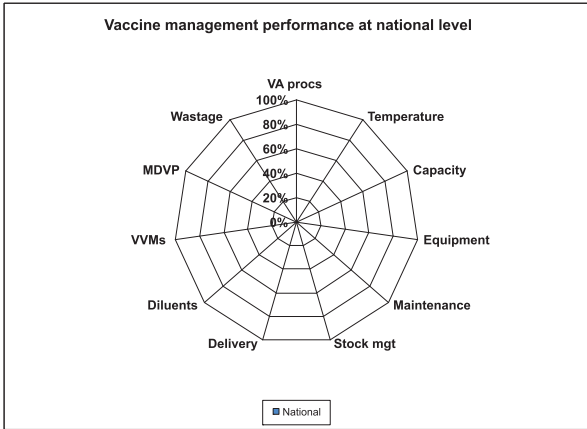 Vaccine management performance at national level
VA procs
100%
Wastage
Temperature
80%
60%
MDVP
Capacity
40%
20%
0%
VVMs
Equipment
Diluents
Maintenance
Delivery
Stock mgt
National